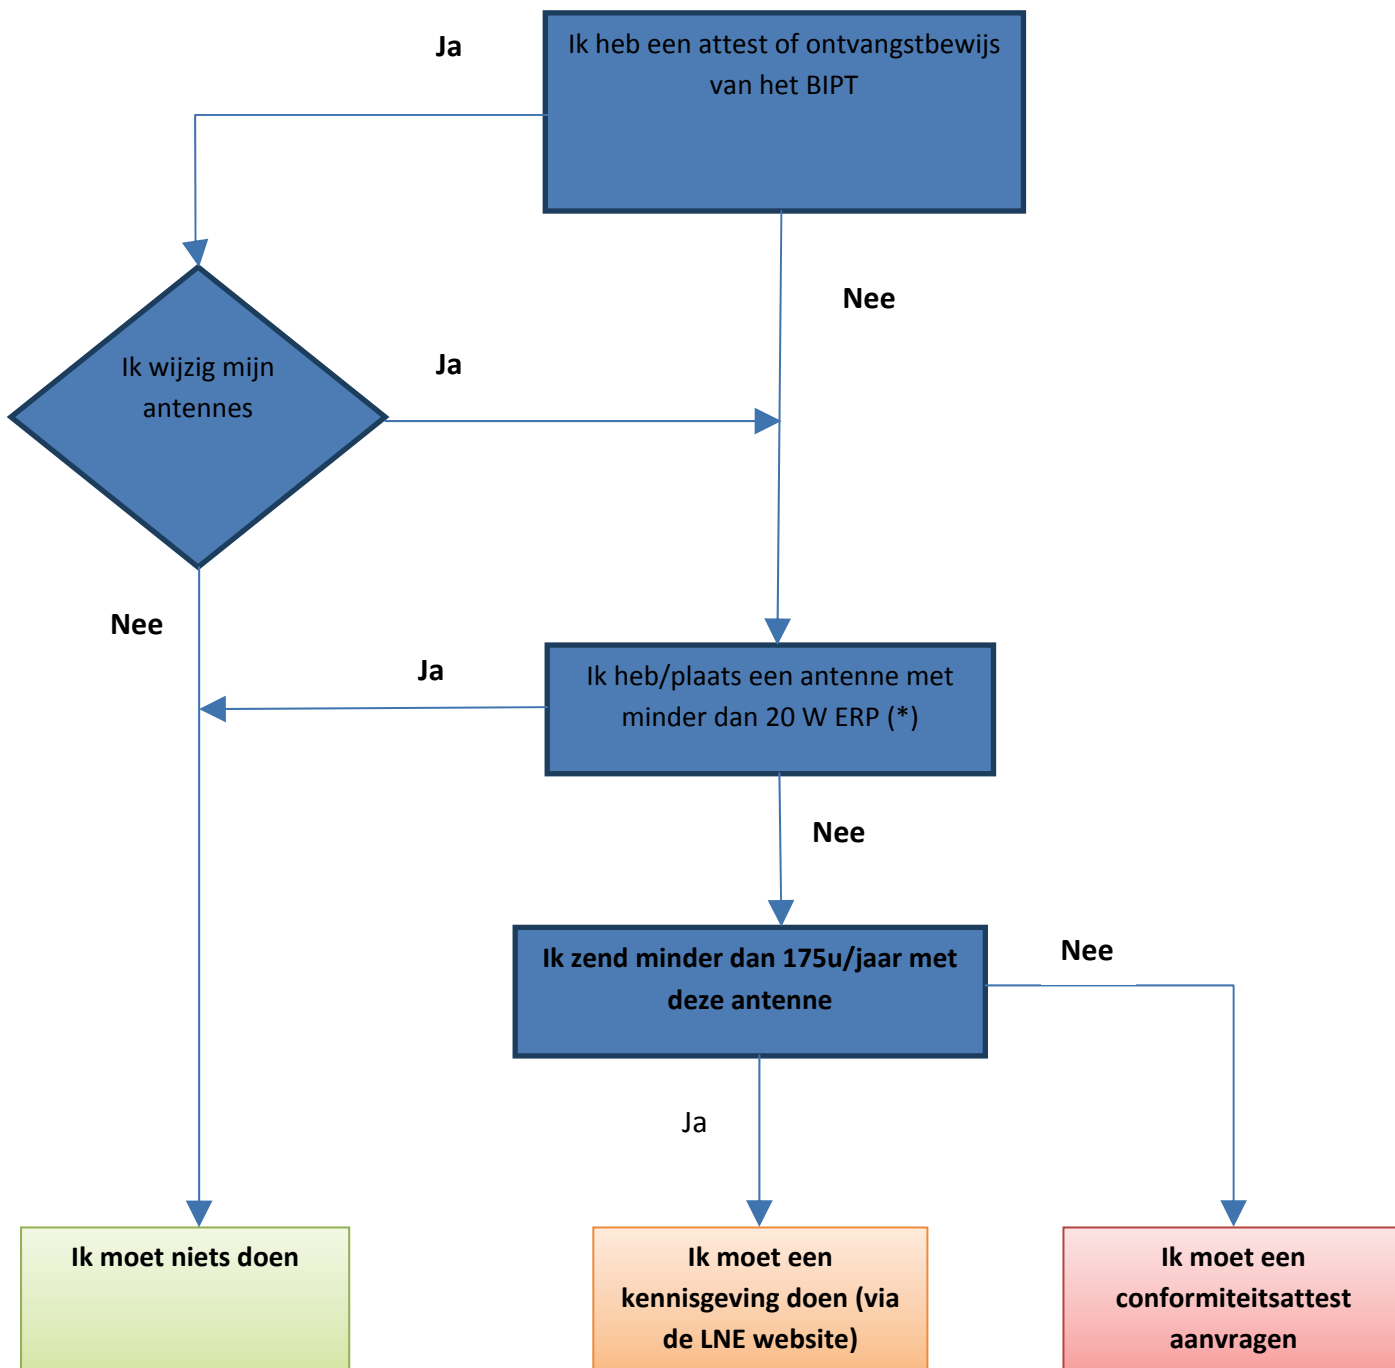 Ja
Ik heb een attest of ontvangstbewijs
van het BIPT
Nee
Ik wijzig mijn
antennes
Ja
Nee
Ja
Ik heb/plaats een antenne met
minder dan 20 W ERP (*)
Nee
Ik zend minder dan 175u/jaar met
deze antenne
Nee
Ja
Ik moet niets doen
Ik moet een
kennisgeving doen (via
de LNE website)
Ik moet een
conformiteitsattest
aanvragen